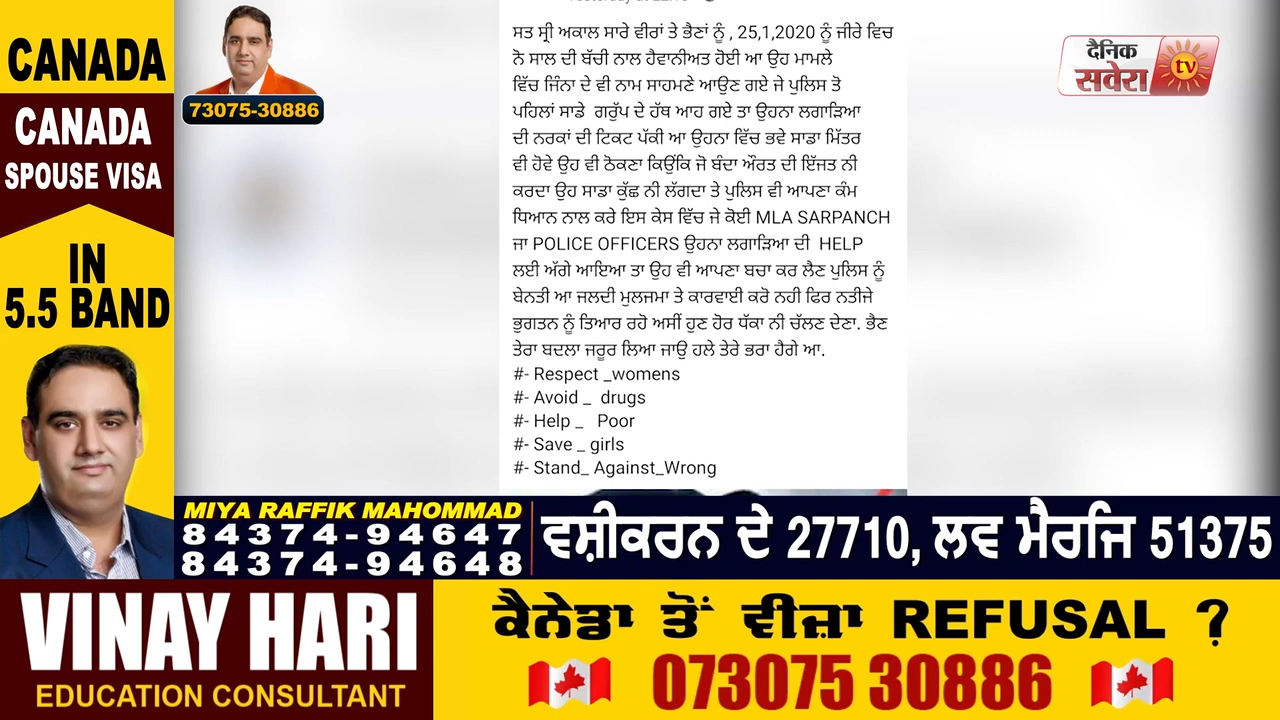 CANADA
CANADA
SPOUSE VISA
IN
5.5 BAND
73075-30886
ਸਤ ਸ੍ਰੀ ਅਕਾਲ ਸਾਰੇ ਵੀਰਾਂ ਤੇ ਭੈਣਾਂ ਨੂੰ , 25,1,2020 ਨੂੰ ਜੀਰੇ ਵਿਚ
ਨੋ ਸਾਲ ਦੀ ਬੱਚੀ ਨਾਲ ਹੈਵਾਨੀਅਤ ਹੋਈ ਆ ਉਹ ਮਾਮਲੇ
ਵਿੱਚ ਜਿੰਨਾ ਦੇ ਵੀ ਨਾਮ ਸਾਹਮਣੇ ਆਉਣ ਗਏ ਜੇ ਪੁਲਿਸ ਤੋ
ਪਹਿਲਾਂ ਸਾਡੇ ਗਰੁੱਪ ਦੇ ਹੱਥ ਆਹ ਗਏ ਤਾ ਉਹਨਾ ਲਗਾੜਿਆ
ਦੀ ਨਰਕਾਂ ਦੀ ਟਿਕਟ ਪੱਕੀ ਆ ਉਹਨਾ ਵਿੱਚ ਭਵੇ ਸਾਡਾ ਮਿੱਤਰ
ਵੀ ਹੋਵੇ ਉਹ ਵੀ ਠੋਕਣਾ ਕਿਉਂਕਿ ਜੋ ਬੰਦਾ ਔਰਤ ਦੀ ਇੱਜਤ ਨੀ
ਕਰਦਾ ਉਹ ਸਾਡਾ ਕੁੱਛ ਨੀ ਲੱਗਦਾ ਤੇ ਪੁਲਿਸ ਵੀ ਆਪਣਾ ਕੰਮ
ਧਿਆਨ ਨਾਲ ਕਰੇ ਇਸ ਕੇਸ ਵਿੱਚ ਜੇ ਕੋਈ MLA SARPANCH
ਜਾ POLICE OFFICERS ਉਹਨਾ ਲਗਾੜਿਆ ਦੀ HELP
ਲਈ ਅੱਗੇ ਆਇਆ ਤਾ ਉਹ ਵੀ ਆਪਣਾ ਬਚਾ ਕਰ ਲੈਣ ਪੁਲਿਸ ਨੂੰ
ਬੇਨਤੀ ਆ ਜਲਦੀ ਮੁਲਜਮਾ ਤੇ ਕਾਰਵਾਈ ਕਰੋ ਨਹੀ ਫਿਰ ਨਤੀਜੇ
ਭੁਗਤਨ ਨੂੰ ਤਿਆਰ ਰਹੋ ਅਸੀਂ ਹੁਣ ਹੋਰ ਧੱਕਾ ਨੀ ਚੱਲਣ ਦੇਣਾ. ਭੈਣ
ਤੇਰਾ ਬਦਲਾ ਜਰੂਰ ਲਿਆ ਜਾਉ ਹਲੇ ਤੇਰੇ ਭਰਾ ਹੈਗੇ ਆ.
#- Respect _womens
#- Avoid _ drugs
#- Help _ Poor
#- Save _ girls
#- Stand_ Against_Wrong
दैनिक
सवेरा tv
MIYA RAFFIK MAHOMMAD
84374-94647
84374-94648
ਵਸ਼ੀਕਰਨ ਦੇ 27710, ਲਵ ਮੈਰਜਿ 51375
VINAY HARI
EDUCATION CONSULTANT
ਕੈਨੇਡਾ ਤੋਂ ਵੀਜ਼ਾ REFUSAL ?
073075 30886